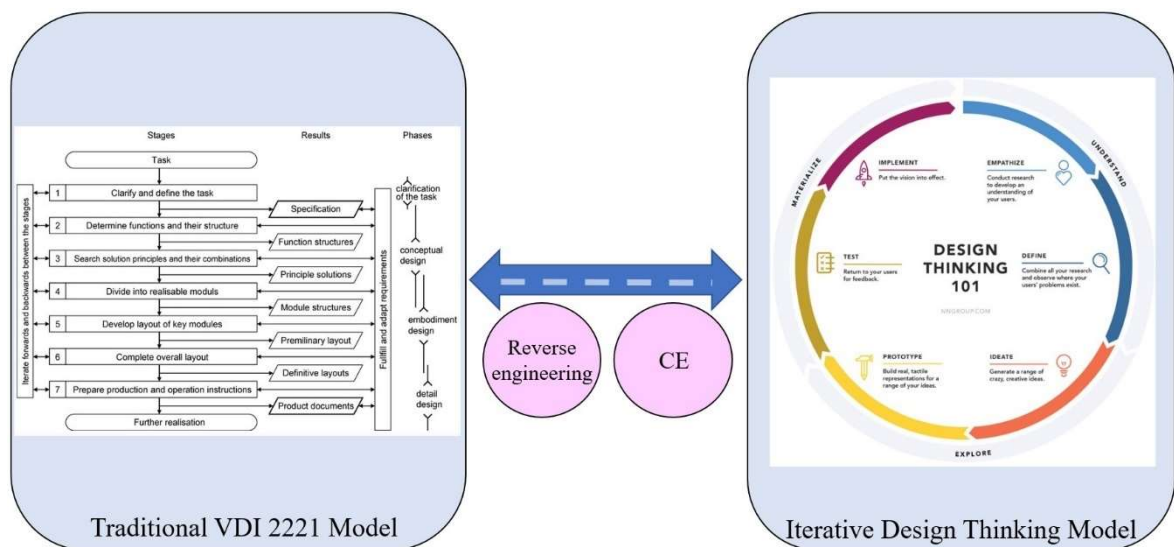 Stages Results Phases
Task
1 Clarify and define the task
Specification
2 Determine functions and their structure
Function structures
3 Search solution principles and their combinations
Principle solutions
4 Divide into realisable moduls
Module structures
5 Develop layout of key modules
Premilinary layout
6 Complete overall layout
Definitive layouts
7 Prepare production and operation instructions
Product documents
Further realisation
Iterate forwards and backwards between the stages
Fullfill and adapt requirements
clarification
of the task
conceptual
design
embodiment
design
detail
design
Traditional VDI 2221 Model
Reverse
engineering
CE
DESIGN
THINKING
101
NNGROUP.COM
UNDERSTAND
EMPATHIZE
Conduct research
to develop an
understanding of
your users.
DEFINE
Combine all your research
and observe where your
users' problems exist.
EXPLORE
IDEATE
Generate a range of
crazy, creative ideas.
PROTOTYPE
Build real, tactile
representations for a
range of your ideas.
MATERIALIZE
TEST
Return to your users
for feedback.
IMPLEMENT
Put the vision into effect.
Iterative Design Thinking Model